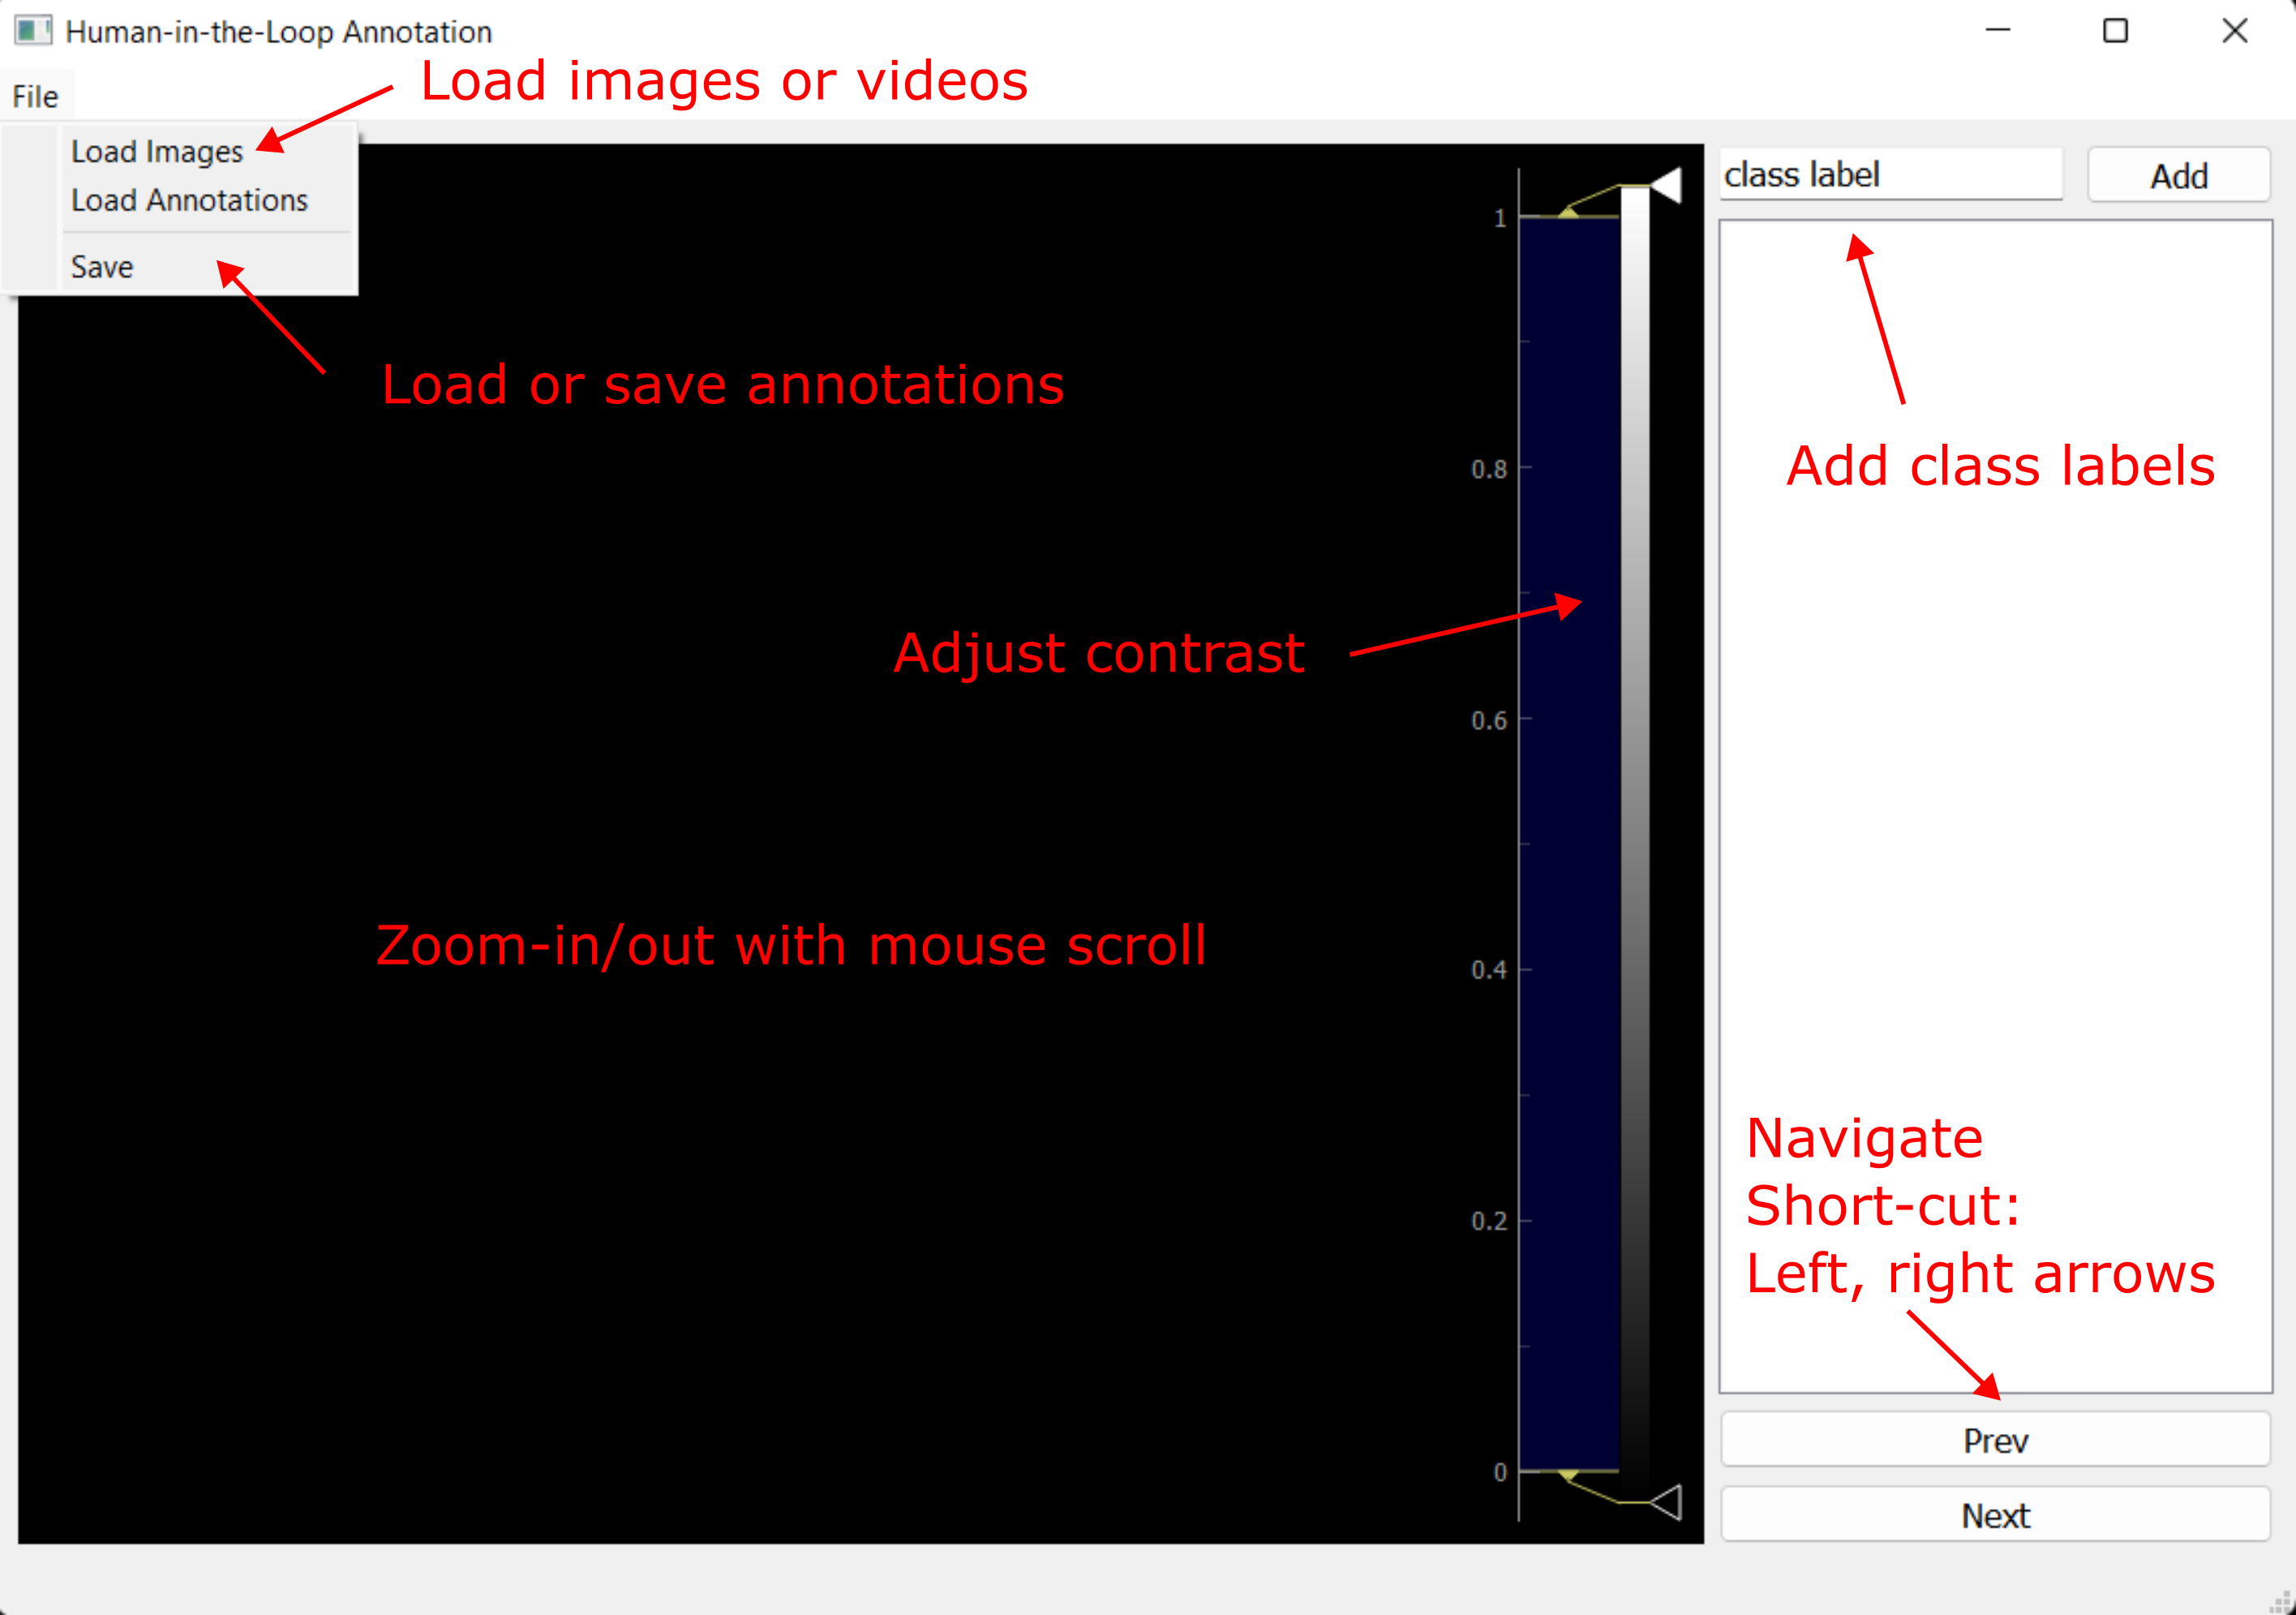 Human-in-the-Loop Annotation
File
Load images or videos
Load Images
Load Annotations
Save
Load or save annotations
class label
Add
Add class labels
1
0.8
0.6
0.4
0.2
0
Adjust contrast
Zoom-in/out with mouse scroll
Navigate
Short-cut:
Left, right arrows
Prev
Next